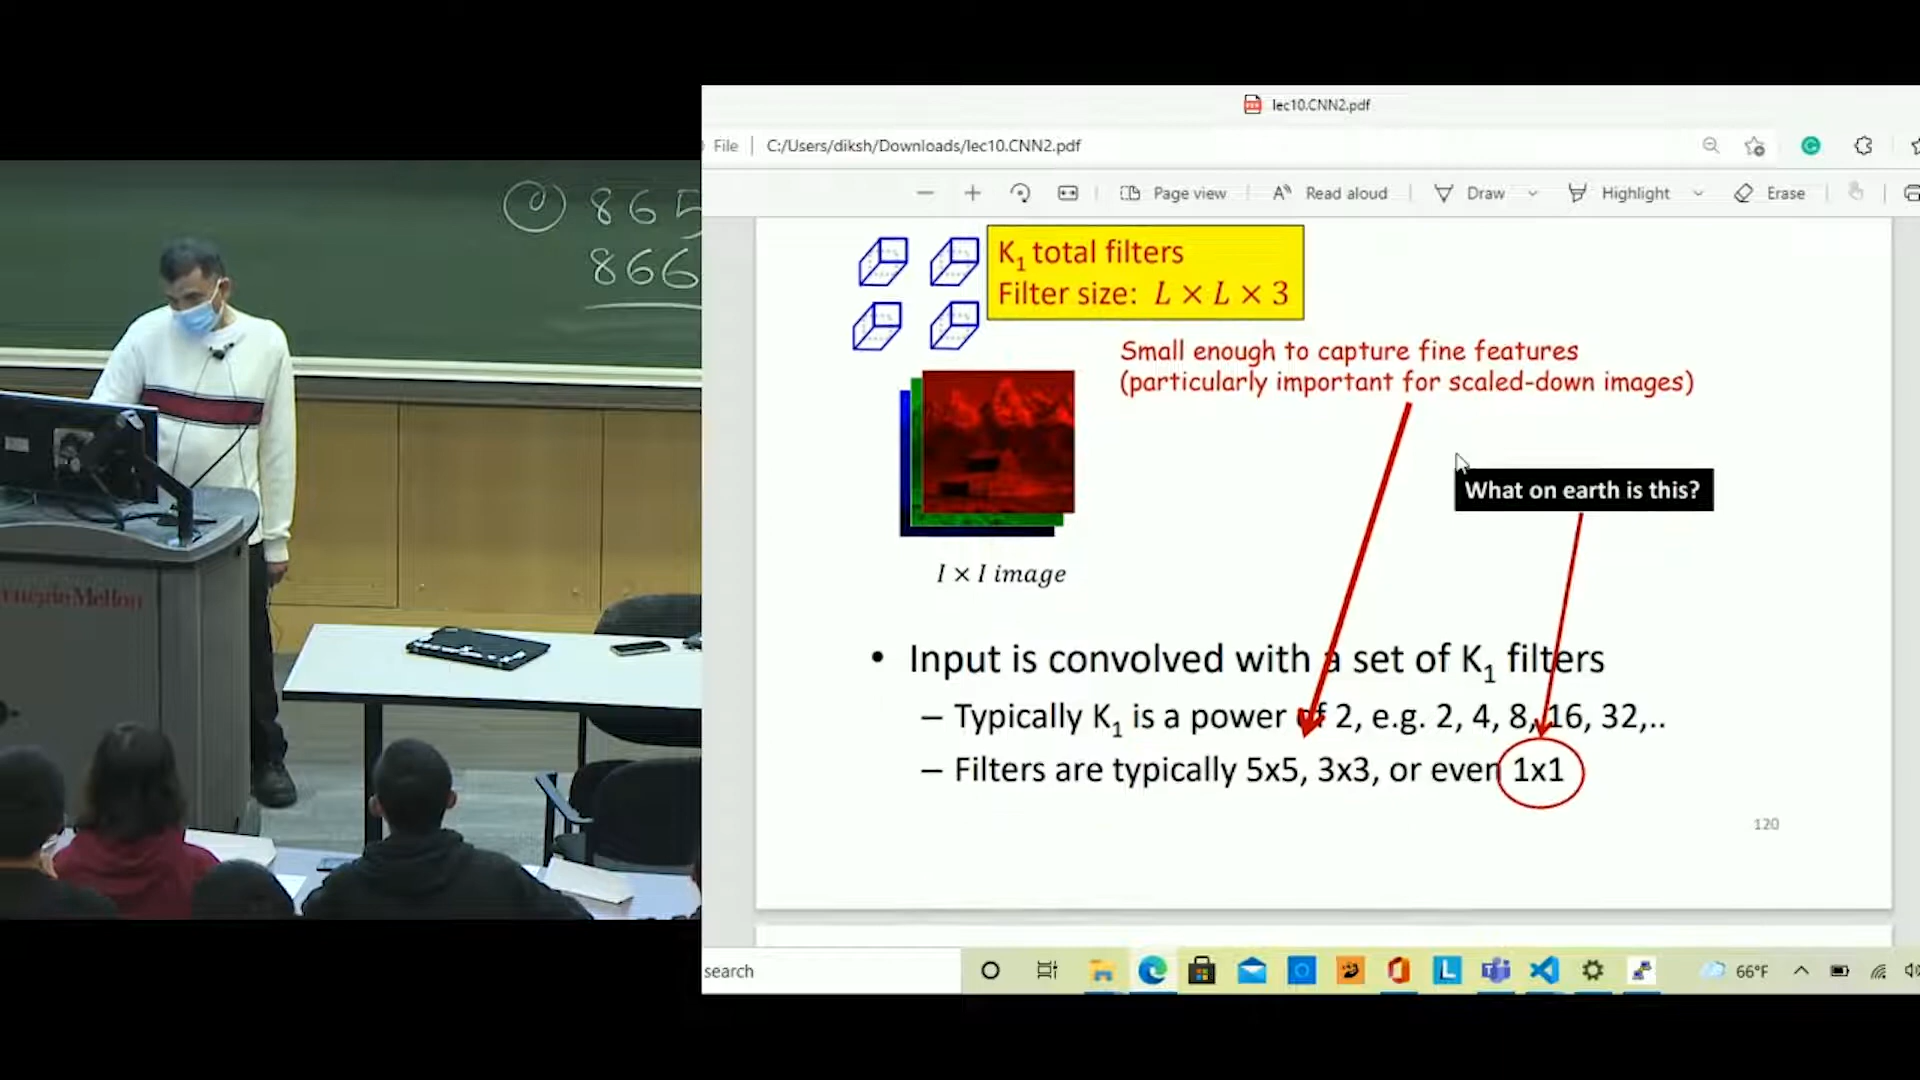 865
866
Carnegie Mellon
lec10.CNN2.pdf
File
C:/Users/diksh/Downloads/lec10.CNN2.pdf
Page view
Read aloud
Draw
Highlight
Erase
K₁ total filters
Filter size: L × L × 3
Small enough to capture fine features
(particularly important for scaled-down images)
What on earth is this?
I × I image
• Input is convolved with a set of K₁ filters
– Typically K₁ is a power of 2, e.g. 2, 4, 8, 16, 32,..
– Filters are typically 5x5, 3x3, or even 1x1
120
search
66°F